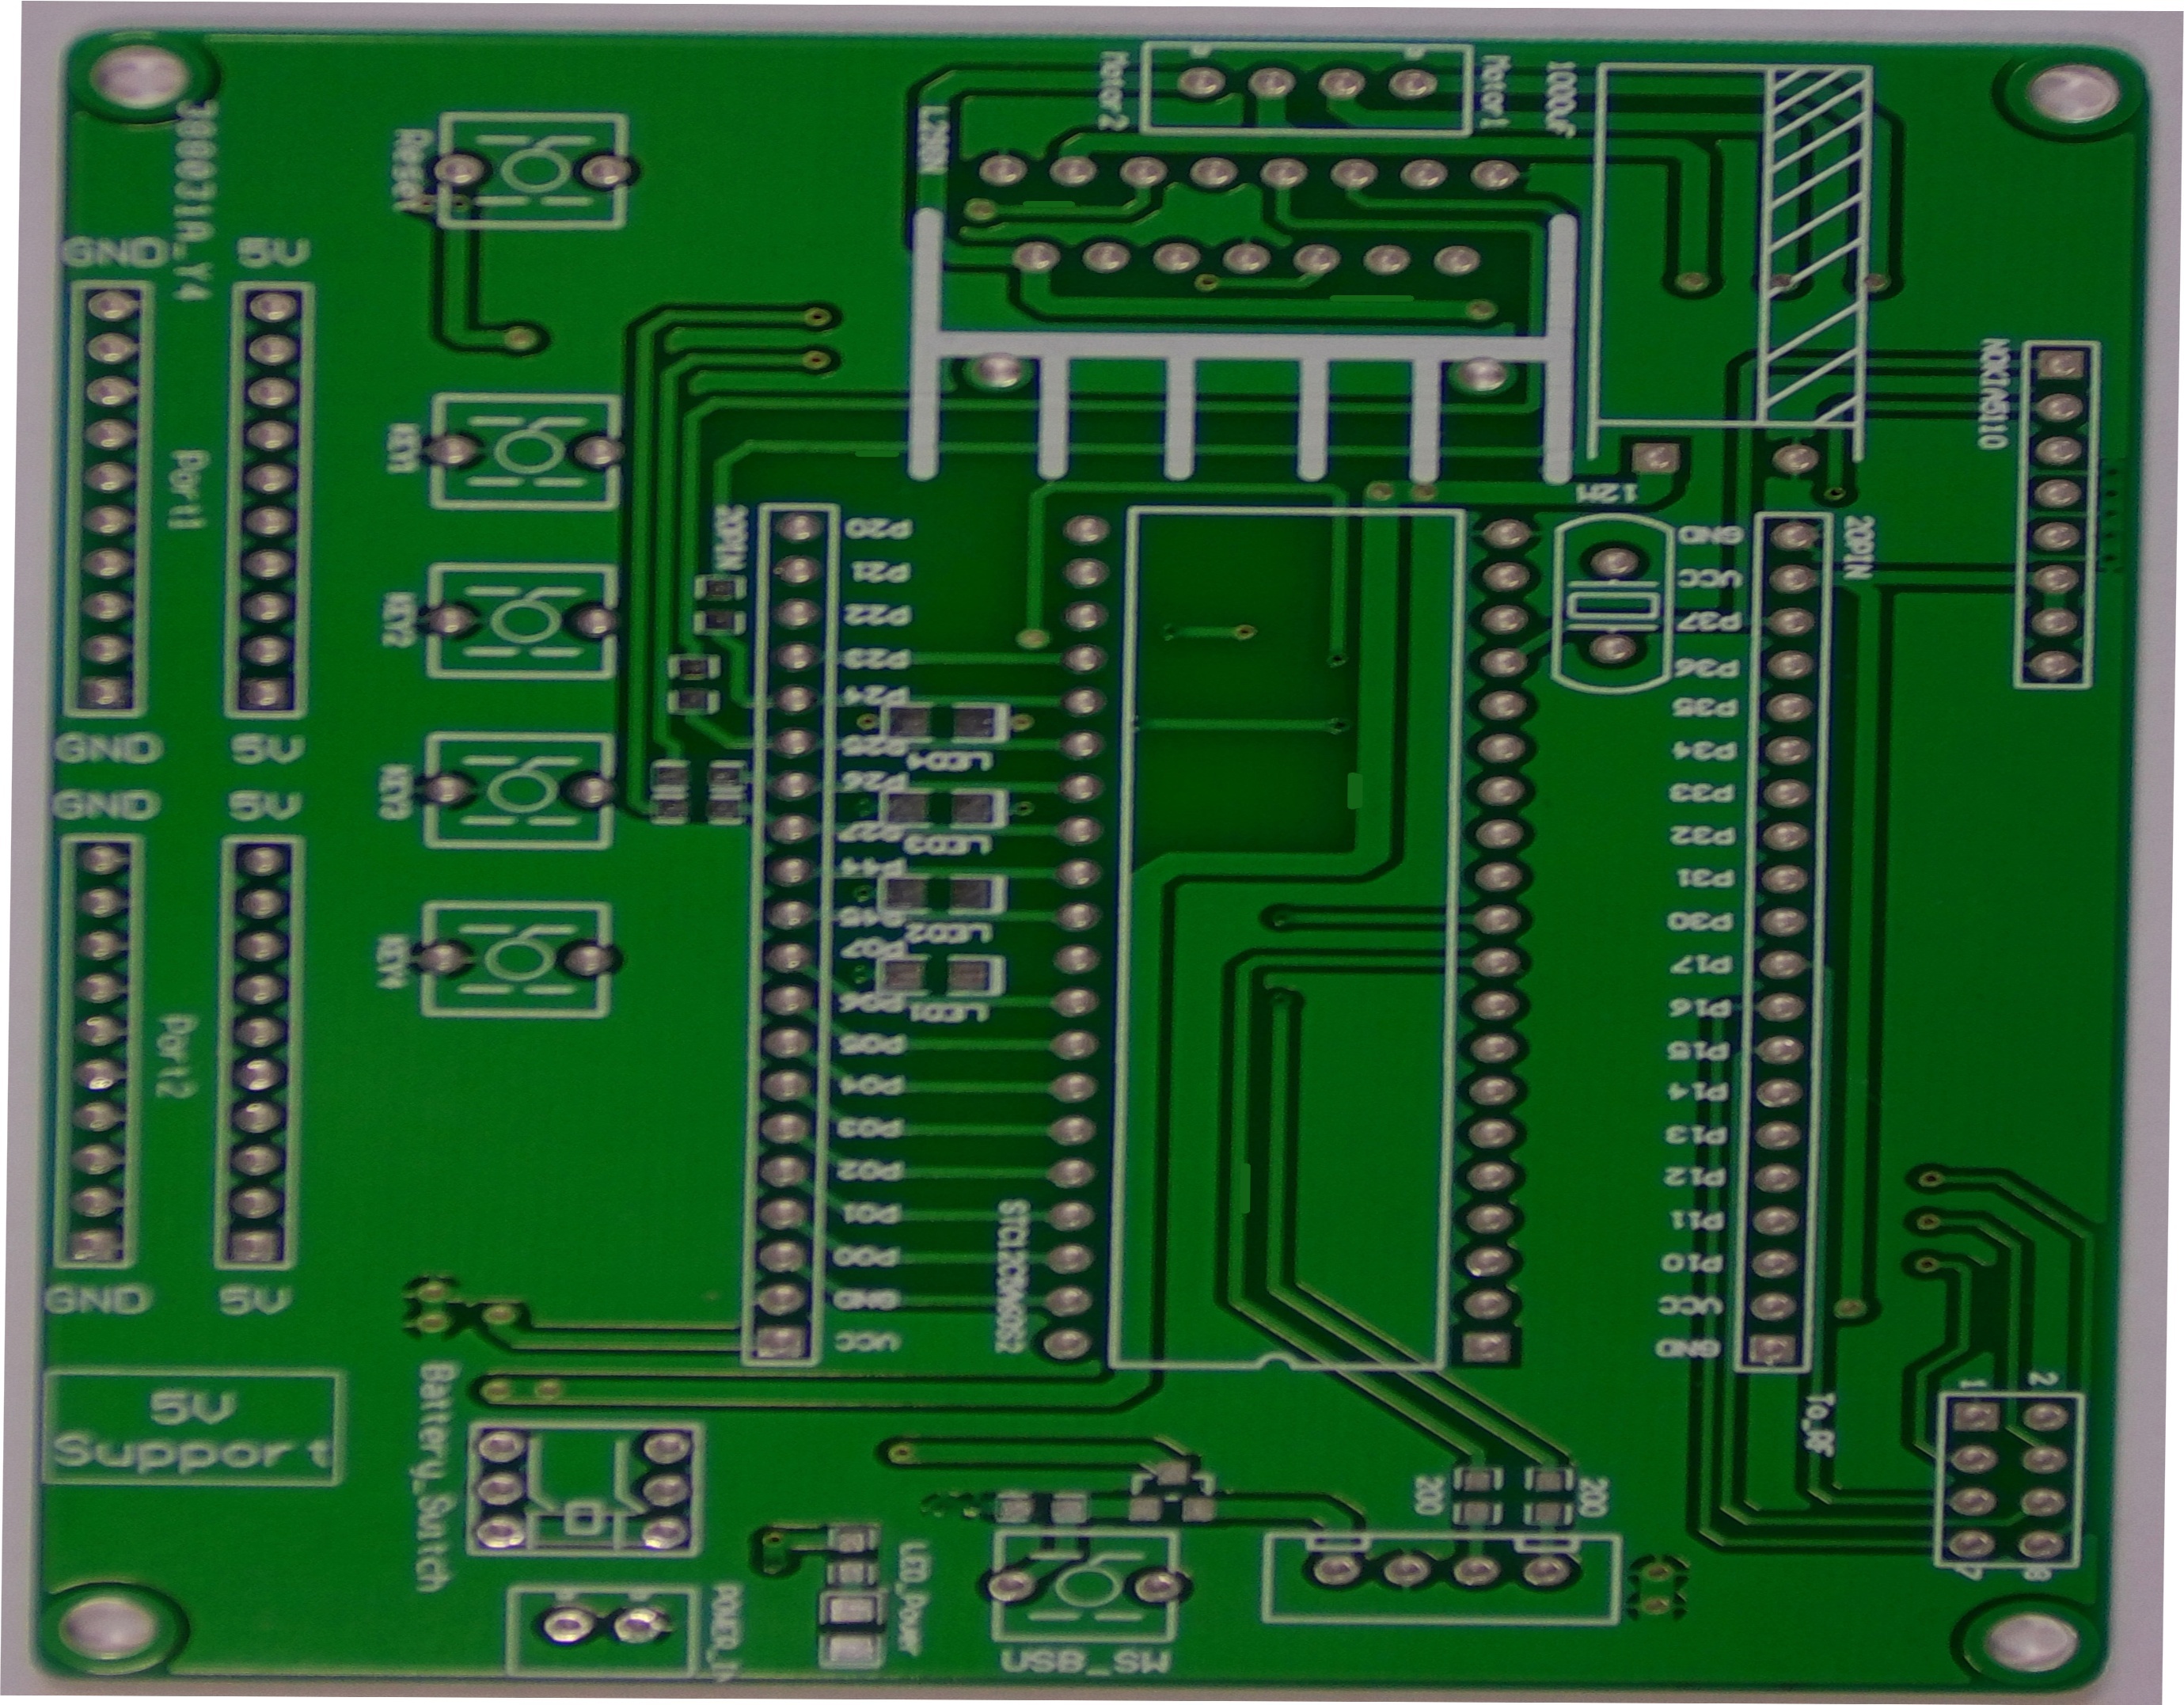 Motor2
Motor1
1000uF
L298N
3800031A_Y4
Reset
GND
5V
NOKIA5110
Port1
KEY1
12M
20PIN
P20
P21
P22
P23
P24
P25
P26
P27
P44
P45
P07
P06
P05
P04
P03
P02
P01
P00
GND
VCC
20PIN
GND
VCC
P37
P36
P35
P34
P33
P32
P31
P30
P17
P16
P15
P14
P13
P12
P11
P10
VCC
GND
KEY2
GND
5V
LED4
GND
5V
KEY3
LED3
LED2
KEY4
LED1
Port2
GND
5V
Battery_Swtch
To_RF
1
2
7
8
5V
Support
200
200
LED_Power
USB_SW